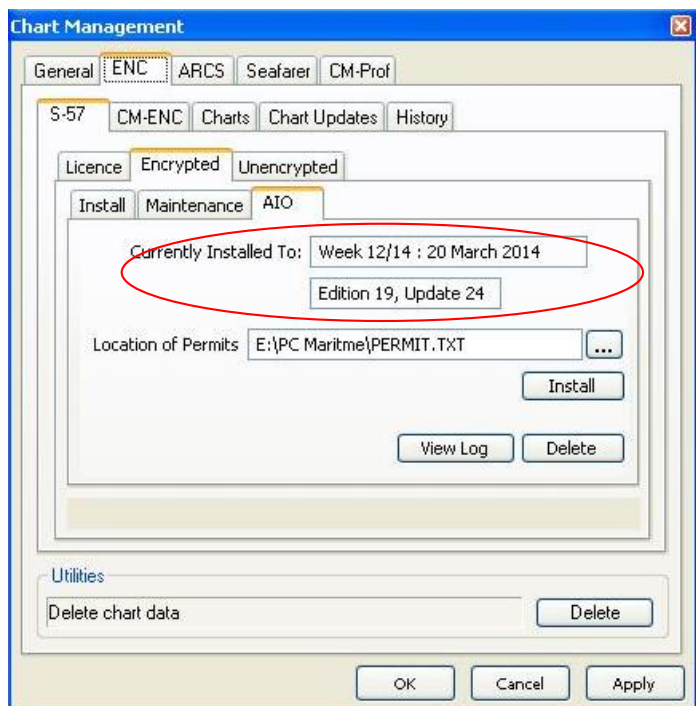 Chart Management
General ENC ARCS Seafarer CM-Prof
S-57 CM-ENC Charts Chart Updates History
Licence Encrypted Unencrypted
Install Maintenance AIO
Currently Installed To: Week 12/14 : 20 March 2014
Edition 19, Update 24
Location of Permits E:\PC Maritme\PERMIT.TXT ...
Install
View Log Delete
Utilities
Delete chart data Delete
OK Cancel Apply